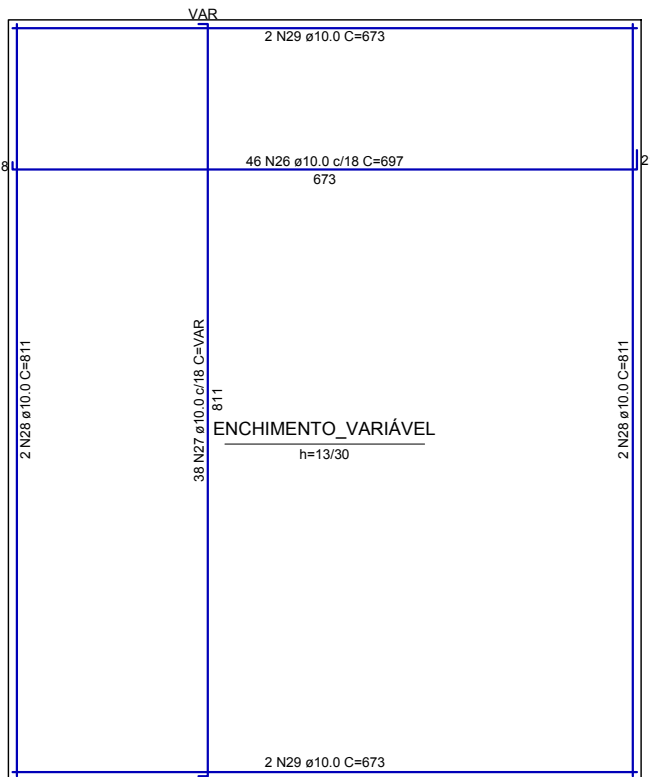 VAR
2 N29 ø10.0 C=673
46 N26 ø10.0 c/18 C=697
8
2
673
2 N28 ø10.0 C=811
38 N27 ø10.0 c/18 C=VAR
811
2 N28 ø10.0 C=811
ENCHIMENTO_VARIÁVEL
h=13/30
2 N29 ø10.0 C=673